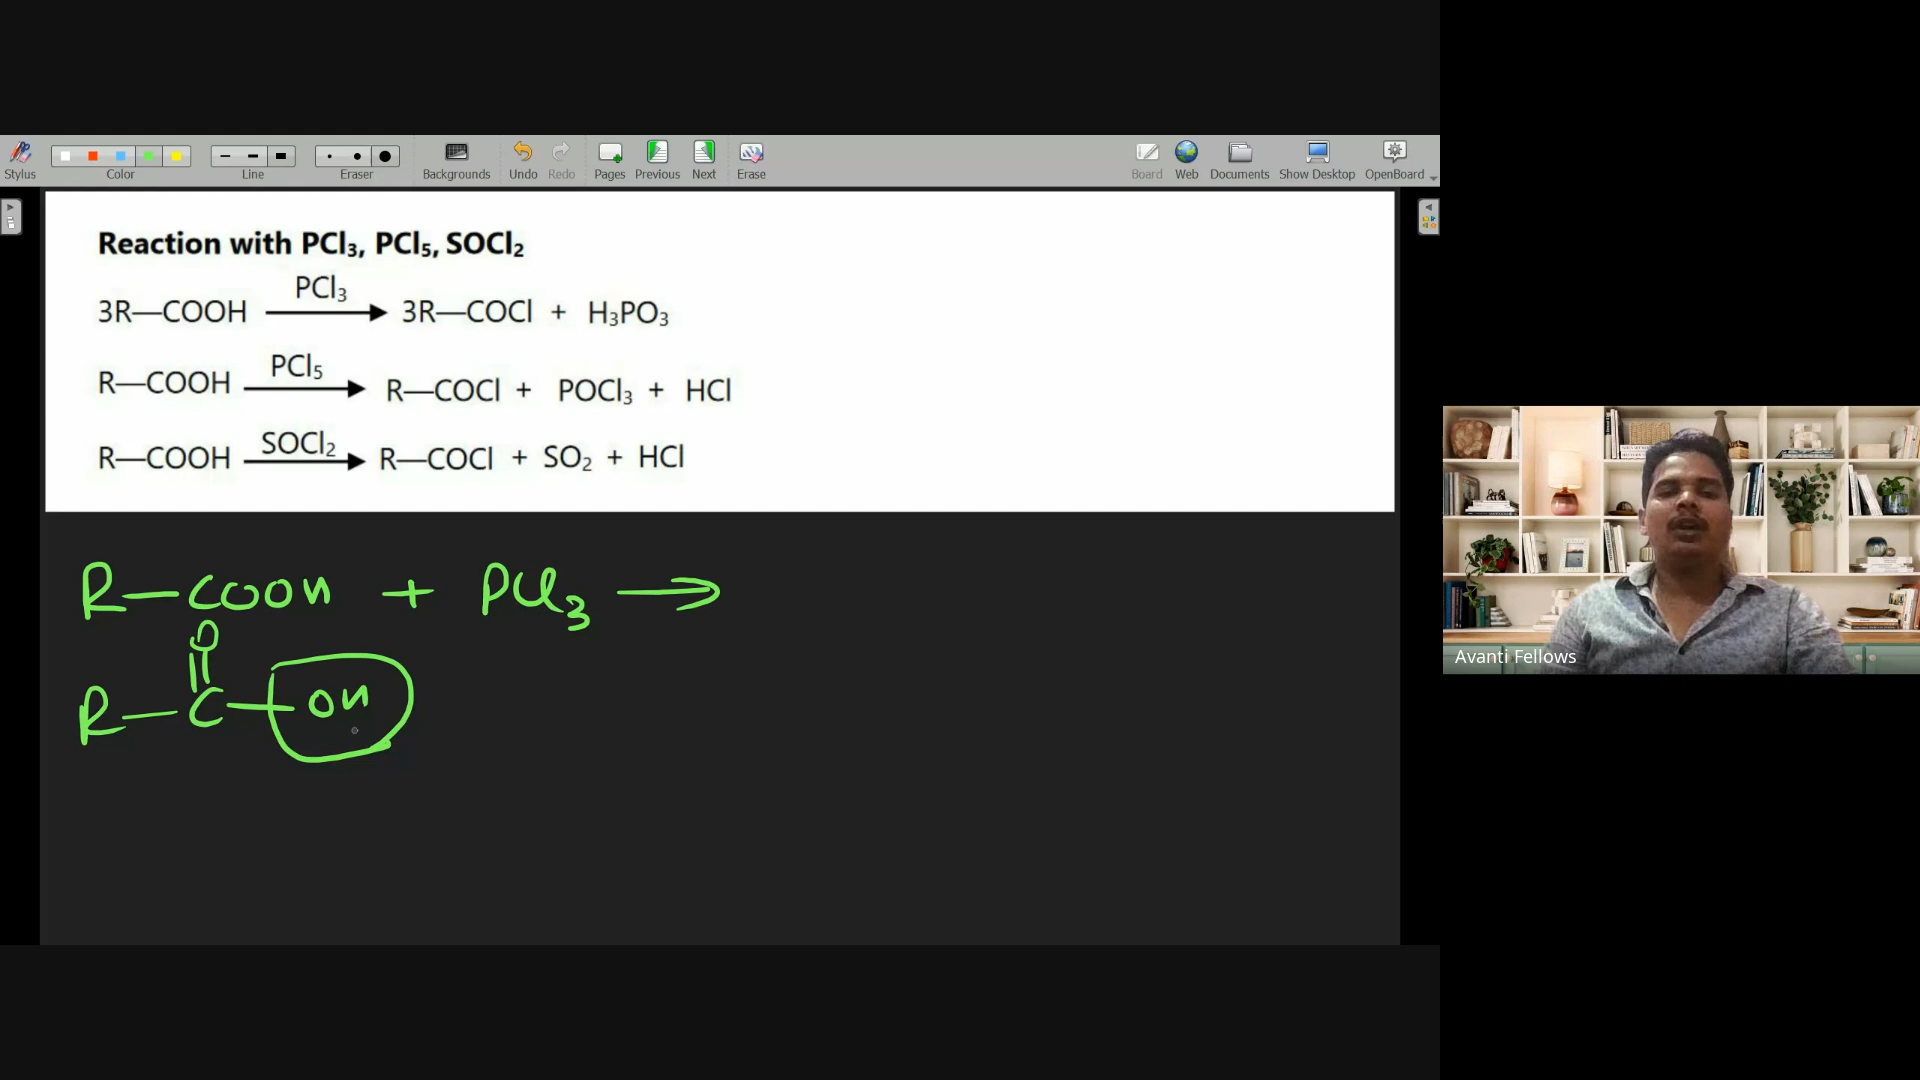 Stylus Color Line Eraser Backgrounds Undo Redo Pages Previous Next Erase Board Web Documents Show Desktop OpenBoard
Reaction with PCl₃, PCl₅, SOCl₂
3R—COOH PCl₃ → 3R—COCl + H₃PO₃
R—COOH PCl₅ → R—COCl + POCl₃ + HCl
R—COOH SOCl₂ → R—COCl + SO₂ + HCl
R—COOH + PCl₃ →
O
R—C—OH
Avanti Fellows